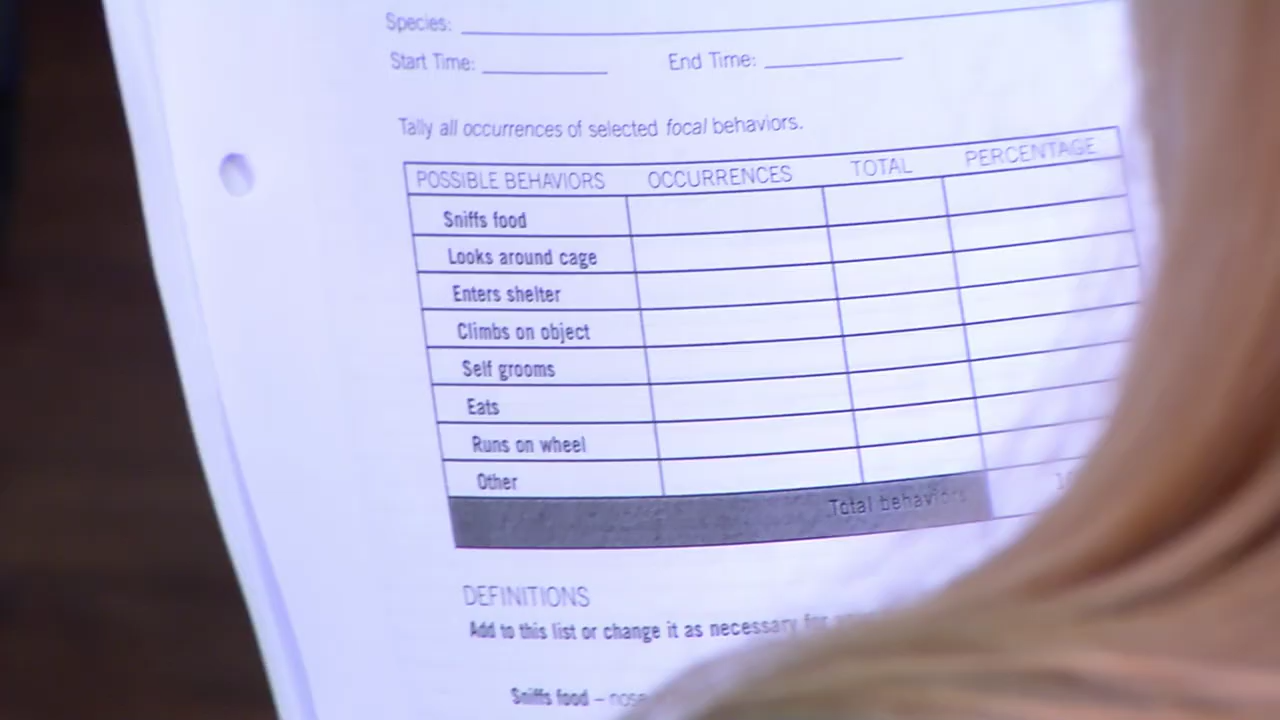 Species:
Start Time: End Time:
Tally all occurrences of selected focal behaviors.
POSSIBLE BEHAVIORS OCCURRENCES TOTAL PERCENTAGE
Sniffs food
Looks around cage
Enters shelter
Climbs on object
Self grooms
Eats
Runs on wheel
Other
Total behaviors
DEFINITIONS
Add to this list or change it as necessary for
Sniffs food – nose